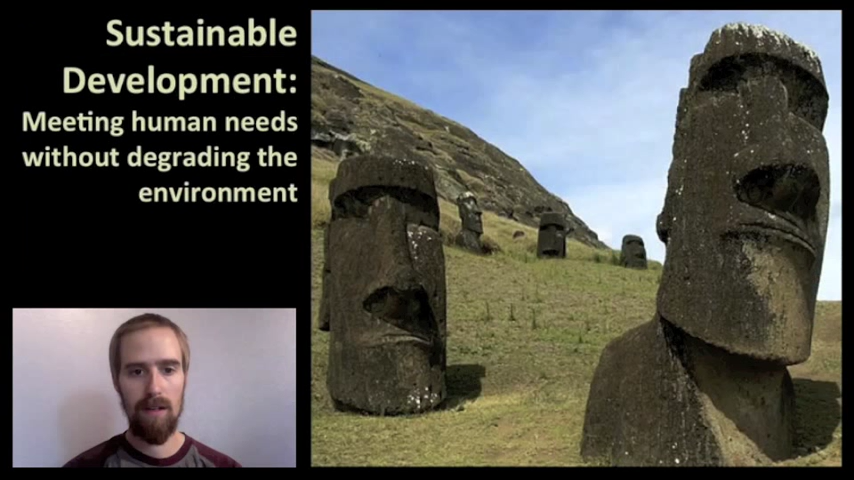 Sustainable
Development:
Meeting human needs
without degrading the
environment